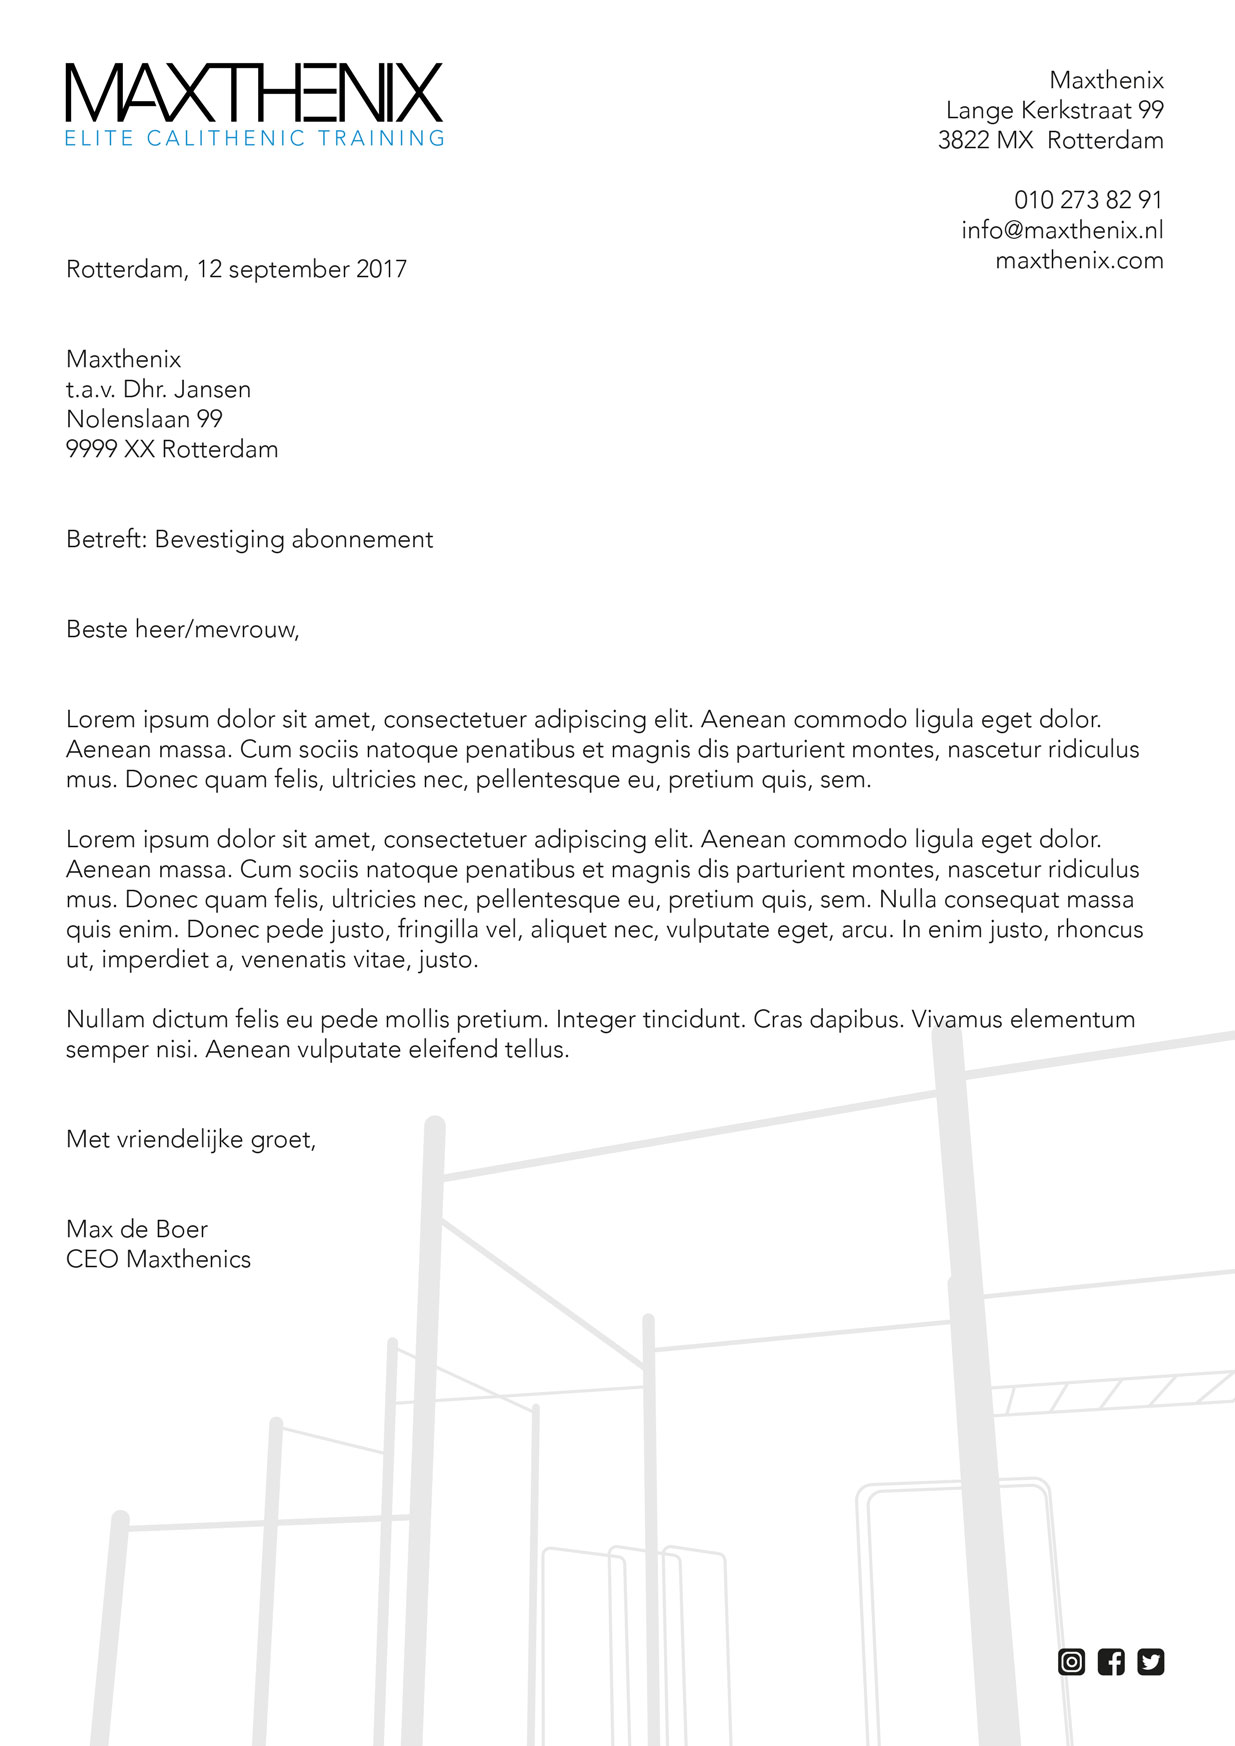 MAXTHENIX
ELITE CALITHENIC TRAINING
Maxthenix
Lange Kerkstraat 99
3822 MX  Rotterdam
010 273 82 91
info@maxthenix.nl
maxthenix.com
Rotterdam, 12 september 2017
Maxthenix
t.a.v. Dhr. Jansen
Nolenslaan 99
9999 XX Rotterdam
Betreft: Bevestiging abonnement
Beste heer/mevrouw,
Lorem ipsum dolor sit amet, consectetuer adipiscing elit. Aenean commodo ligula eget dolor.
Aenean massa. Cum sociis natoque penatibus et magnis dis parturient montes, nascetur ridiculus
mus. Donec quam felis, ultricies nec, pellentesque eu, pretium quis, sem.
Lorem ipsum dolor sit amet, consectetuer adipiscing elit. Aenean commodo ligula eget dolor.
Aenean massa. Cum sociis natoque penatibus et magnis dis parturient montes, nascetur ridiculus
mus. Donec quam felis, ultricies nec, pellentesque eu, pretium quis, sem. Nulla consequat massa
quis enim. Donec pede justo, fringilla vel, aliquet nec, vulputate eget, arcu. In enim justo, rhoncus
ut, imperdiet a, venenatis vitae, justo.
Nullam dictum felis eu pede mollis pretium. Integer tincidunt. Cras dapibus. Vivamus elementum
semper nisi. Aenean vulputate eleifend tellus.
Met vriendelijke groet,
Max de Boer
CEO Maxthenics